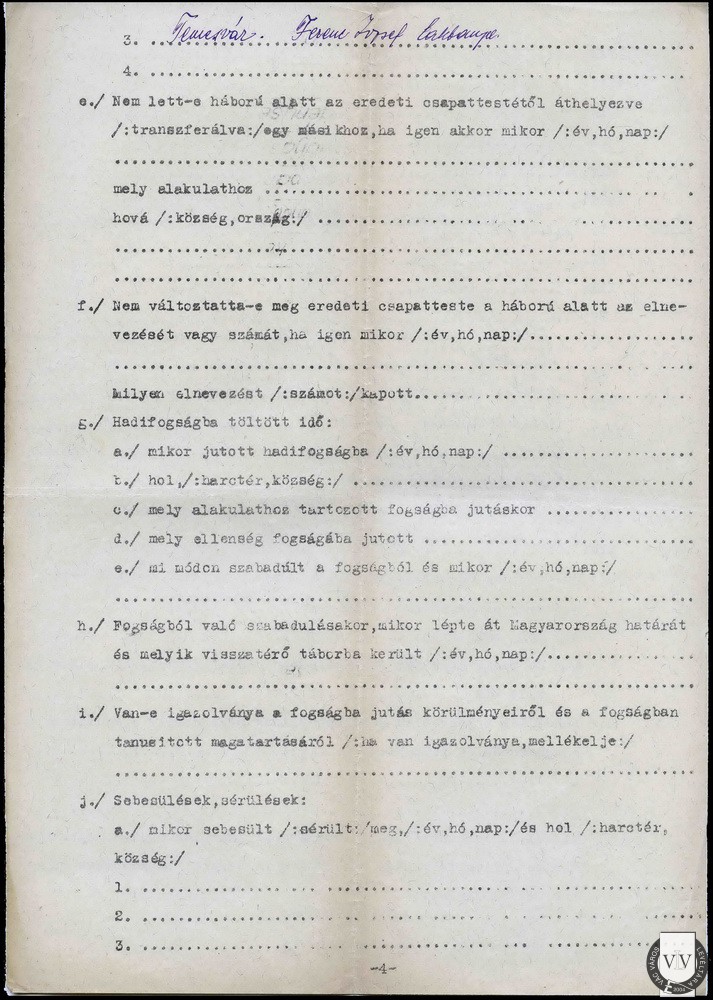 3. Temesvár. Ferenc József laktanya.
4.
e./ Nem lett-e háború alatt az eredeti csapattestétől áthelyezve
/:transzferálva:/egy másikhoz,ha igen akkor mikor /:év,hó,nap:/
mely alakulathoz
hová /:község,ország:/
f./ Nem változtatta-e meg eredeti csapatteste a háború alatt az elne-
vezését vagy számát,ha igen mikor /:év,hó,nap:/
Milyen elnevezést /:számot:/kapott
g./ Hadifogságba töltött idő:
a./ mikor jutott hadifogságba /:év,hó,nap:/
b./ hol,/:harctér,község:/
c./ mely alakulathoz tartozott fogságba jutáskor
d./ mely ellenség fogságába jutott
e./ mi módon szabadúlt a fogságból és mikor /:év,hó,nap:/
h./ Fogságból való szabadulásakor,mikor lépte át Magyarország határát
és melyik visszatérő táborba került /:év,hó,nap:/
i./ Van-e igazolványa a fogságba jutás körülményeiről és a fogságban
tanusitott magatartásáról /:ha van igazolványa,mellékelje:/
j./ Sebesülések,sérülések:
a./ mikor sebesült /:sérült:/meg,/:év,hó,nap:/és hol /:harctér,
község:/
1.
2.
3.
-4-
VÁC VÁROS LEVÉLTÁRA
VV
2004